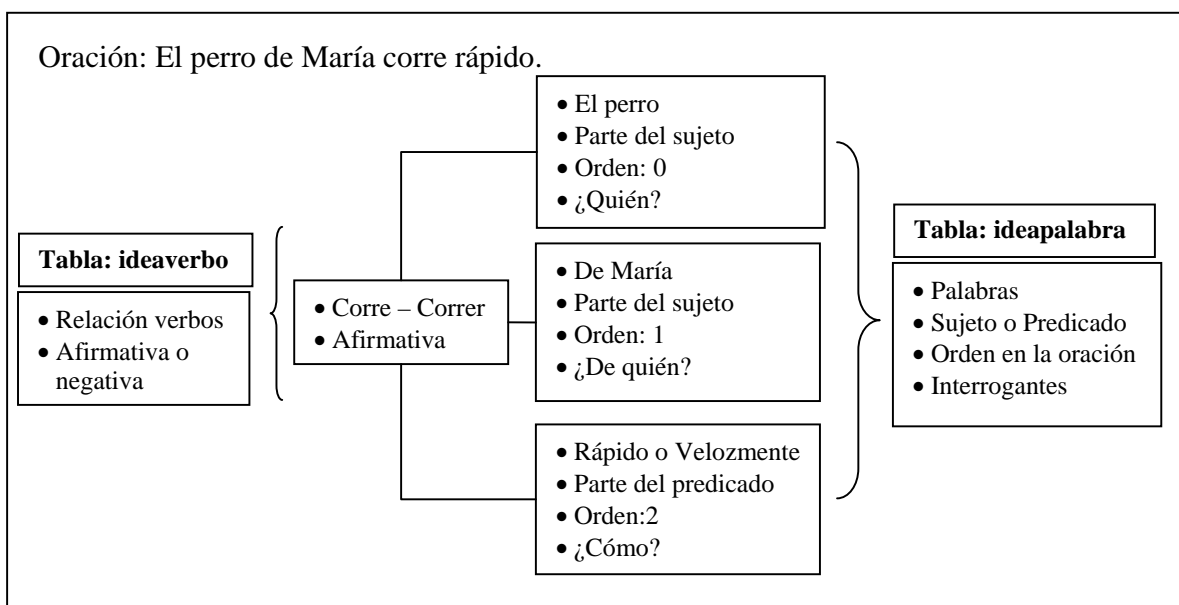 Oración: El perro de María corre rápido.
Tabla: ideaverbo
• Relación verbos
• Afirmativa o
negativa
• Corre – Correr
• Afirmativa
• El perro
• Parte del sujeto
• Orden: 0
• ¿Quién?
• De María
• Parte del sujeto
• Orden: 1
• ¿De quién?
• Rápido o Velozmente
• Parte del predicado
• Orden:2
• ¿Cómo?
Tabla: ideapalabra
• Palabras
• Sujeto o Predicado
• Orden en la oración
• Interrogantes